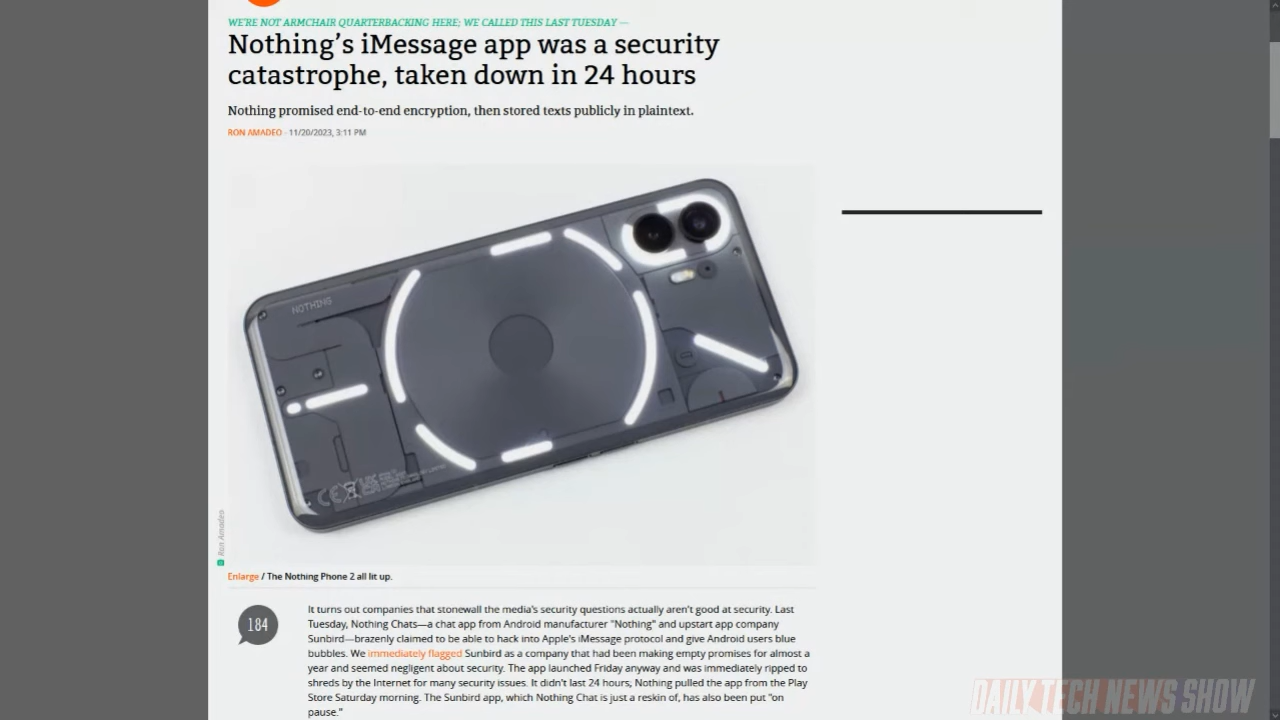 WE'RE NOT ARMCHAIR QUARTERBACKING HERE; WE CALLED THIS LAST TUESDAY —
Nothing's iMessage app was a security
catastrophe, taken down in 24 hours
Nothing promised end-to-end encryption, then stored texts publicly in plaintext.
RON AMADEO - 11/20/2023, 3:11 PM
NOTHING
CE
Ron Amadeo
Enlarge / The Nothing Phone 2 all lit up.
184
It turns out companies that stonewall the media's security questions actually aren't good at security. Last
Tuesday, Nothing Chats—a chat app from Android manufacturer "Nothing" and upstart app company
Sunbird—brazenly claimed to be able to hack into Apple's iMessage protocol and give Android users blue
bubbles. We immediately flagged Sunbird as a company that had been making empty promises for almost a
year and seemed negligent about security. The app launched Friday anyway and was immediately ripped to
shreds by the Internet for many security issues. It didn't last 24 hours, Nothing pulled the app from the Play
Store Saturday morning. The Sunbird app, which Nothing Chat is just a reskin of, has also been put "on
pause."
DAILY TECH NEWS SHOW